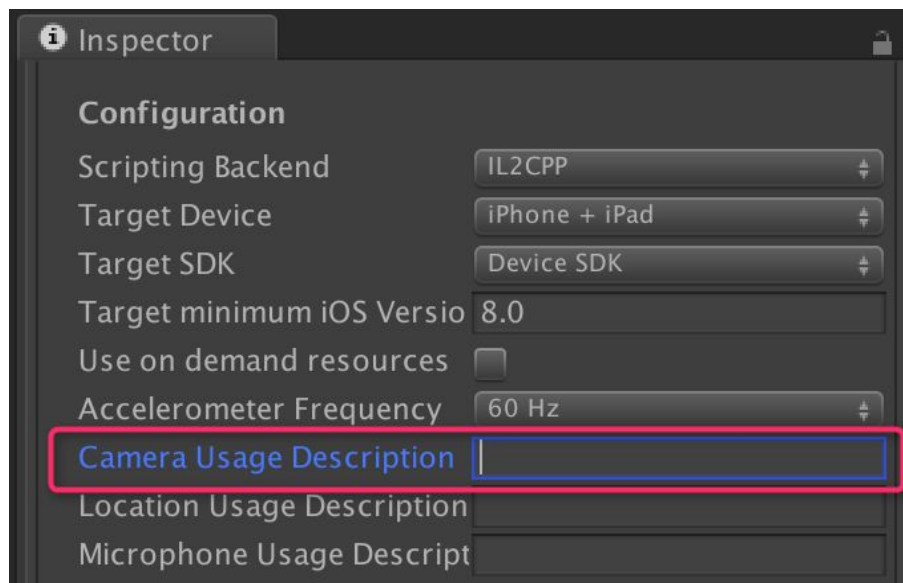 Inspector
Configuration
Scripting Backend IL2CPP
Target Device iPhone + iPad
Target SDK Device SDK
Target minimum iOS Versio 8.0
Use on demand resources
Accelerometer Frequency 60 Hz
Camera Usage Description
Location Usage Description
Microphone Usage Descript